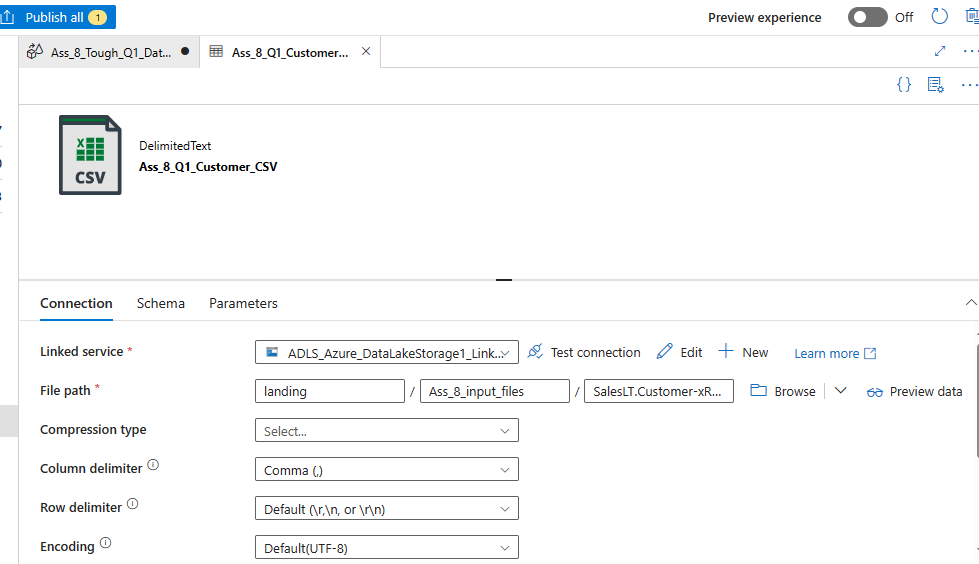 Publish all 1 Preview experience Off
Ass_8_Tough_Q1_Dat... Ass_8_Q1_Customer...
DelimitedText
Ass_8_Q1_Customer_CSV
X
CSV
Connection Schema Parameters
Linked service * ADLS_Azure_DataLakeStorage1_Link... Test connection Edit New Learn more
File path * landing / Ass_8_input_files / SalesLT.Customer-xR... Browse Preview data
Compression type Select...
Column delimiter Comma (,)
Row delimiter Default (\r,\n, or \r\n)
Encoding Default(UTF-8)